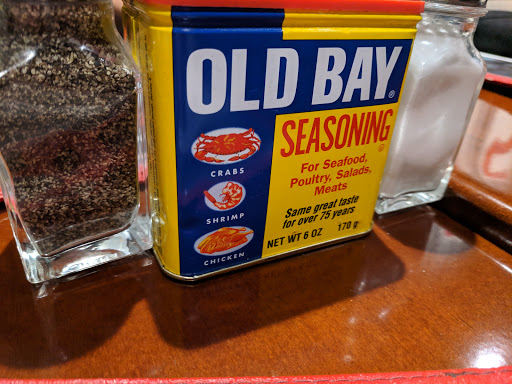 OLD BAY®
SEASONING
For Seafood,
Poultry, Salads,
Meats
CRABS
SHRIMP
CHICKEN
Same great taste
for over 75 years
NET WT 6 OZ 170 g